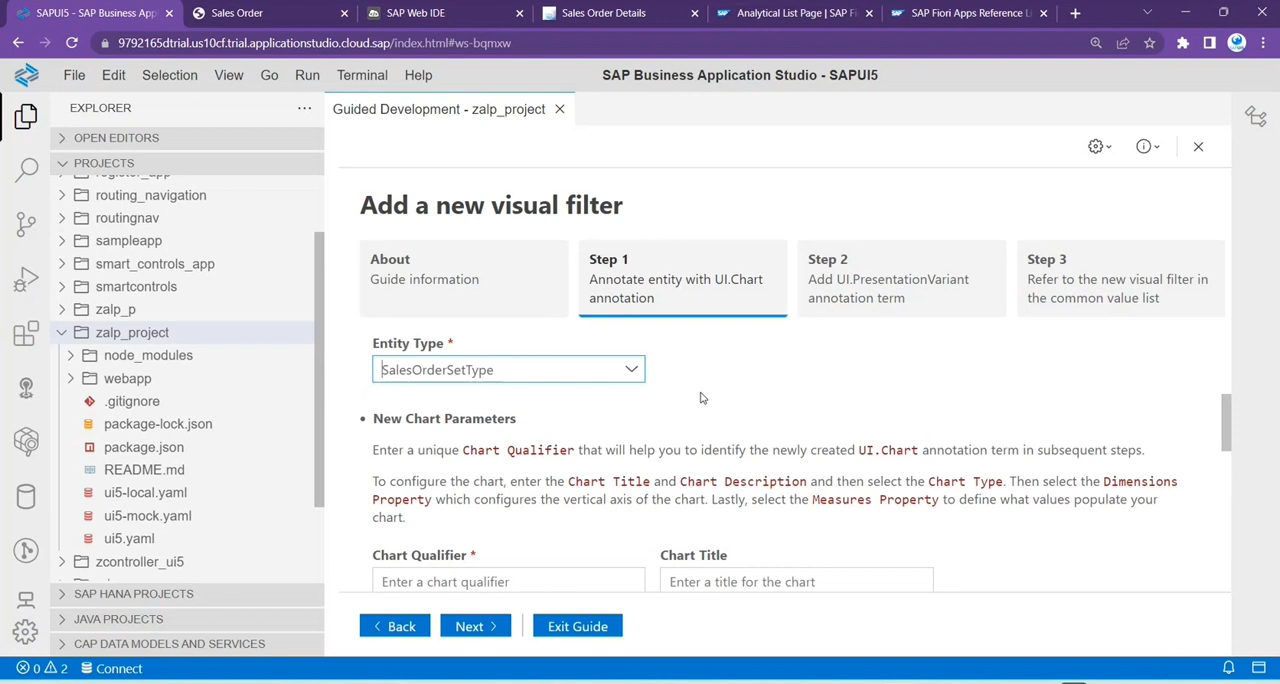 SAPUI5 - SAP Business App
Sales Order
SAP Web IDE
Sales Order Details
Analytical List Page | SAP Fi
SAP Fiori Apps Reference L
9792165dtrial.us10cf.trial.applicationstudio.cloud.sap/index.html#ws-bqmxw
File Edit Selection View Go Run Terminal Help
SAP Business Application Studio - SAPUI5
EXPLORER
Guided Development - zalp_project
OPEN EDITORS
PROJECTS
register_app
routing_navigation
routingnav
sampleapp
smart_controls_app
smartcontrols
zalp_p
zalp_project
node_modules
webapp
.gitignore
package-lock.json
package.json
README.md
ui5-local.yaml
ui5-mock.yaml
ui5.yaml
zcontroller_ui5
SAP HANA PROJECTS
JAVA PROJECTS
CAP DATA MODELS AND SERVICES
Add a new visual filter
About
Guide information
Step 1
Annotate entity with UI.Chart
annotation
Step 2
Add UI.PresentationVariant
annotation term
Step 3
Refer to the new visual filter in
the common value list
Entity Type *
SalesOrderSetType
• New Chart Parameters
Enter a unique Chart Qualifier that will help you to identify the newly created UI.Chart annotation term in subsequent steps.
To configure the chart, enter the Chart Title and Chart Description and then select the Chart Type. Then select the Dimensions
Property which configures the vertical axis of the chart. Lastly, select the Measures Property to define what values populate your
chart.
Chart Qualifier *
Chart Title
Enter a chart qualifier
Enter a title for the chart
Back
Next
Exit Guide
0 2 Connect